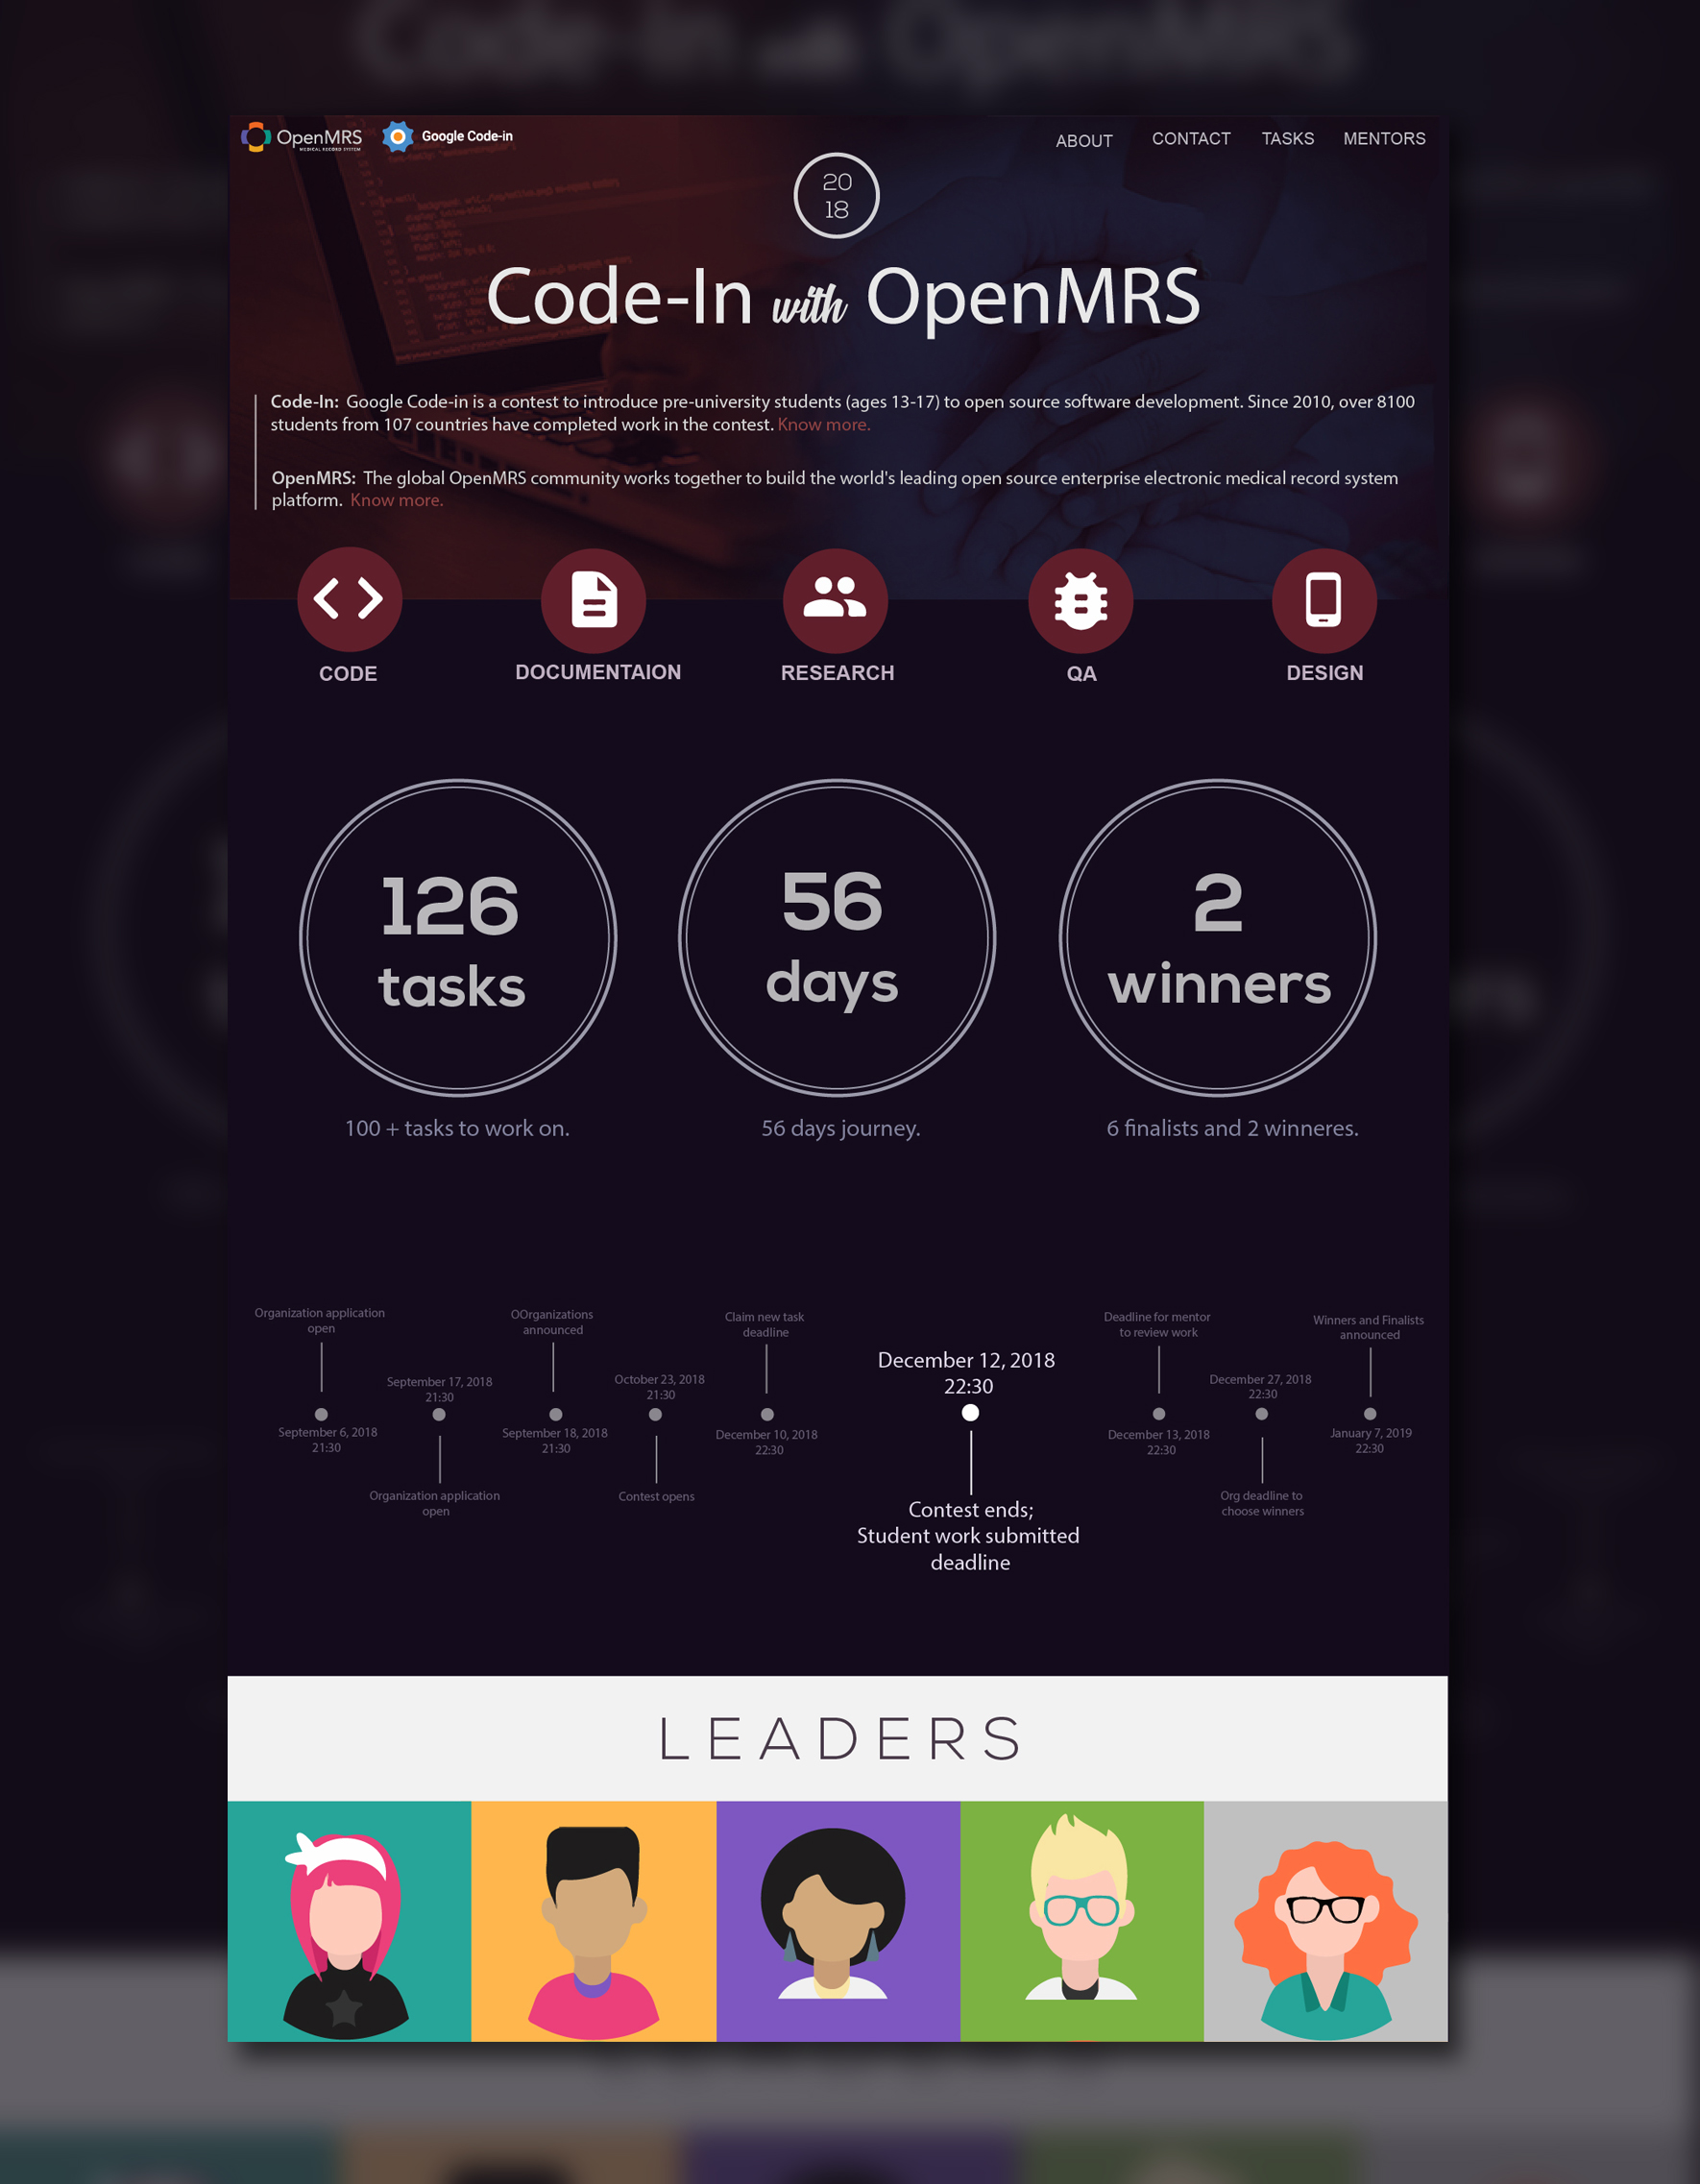 Code-In with OpenMRS
OpenMRS
MEDICAL RECORD SYSTEM
Google Code-in
ABOUT CONTACT TASKS MENTORS
20
18
Code-In with OpenMRS
Code-In: Google Code-in is a contest to introduce pre-university students (ages 13-17) to open source software development. Since 2010, over 8100
students from 107 countries have completed work in the contest. Know more.
OpenMRS: The global OpenMRS community works together to build the world's leading open source enterprise electronic medical record system
platform. Know more.
CODE
DOCUMENTAION
RESEARCH
QA
DESIGN
126
tasks
56
days
2
winners
100 + tasks to work on.
56 days journey.
6 finalists and 2 winneres.
Organization application
open
September 6, 2018
21:30
September 17, 2018
21:30
Organization application
open
OOrganizations
announced
September 18, 2018
21:30
October 23, 2018
21:30
Contest opens
Claim new task
deadline
December 10, 2018
22:30
December 12, 2018
22:30
Contest ends;
Student work submitted
deadline
Deadline for mentor
to review work
December 13, 2018
22:30
December 27, 2018
22:30
Org deadline to
choose winners
Winners and Finalists
announced
January 7, 2019
22:30
LEADERS